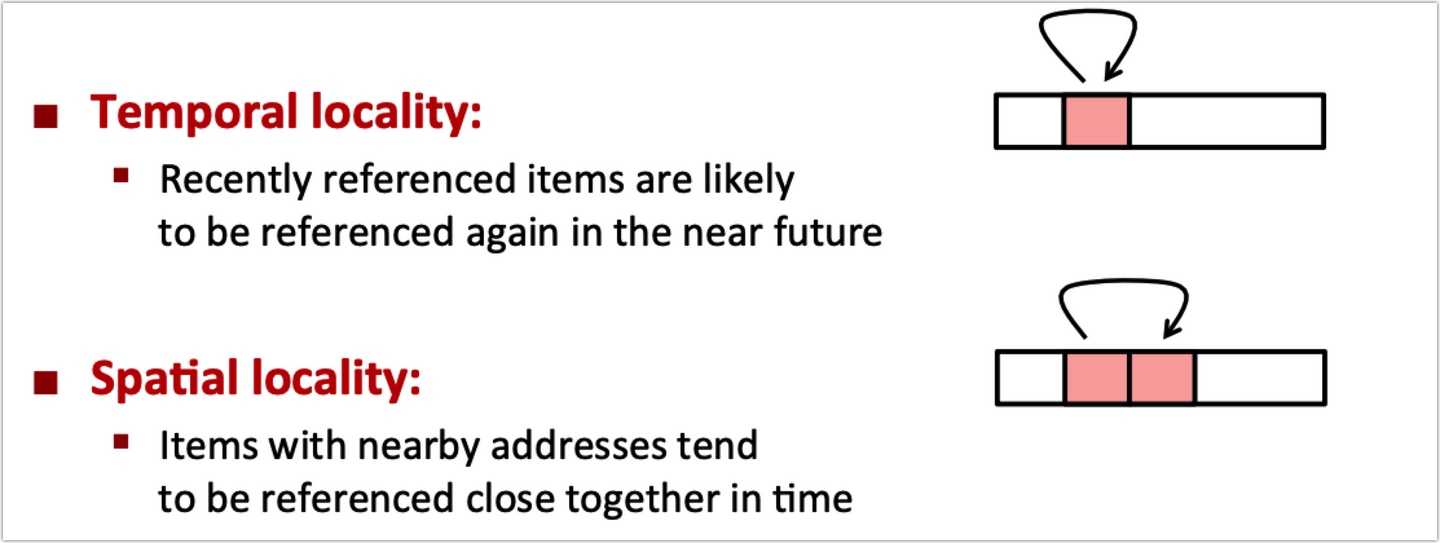 Temporal locality:
Recently referenced items are likely
to be referenced again in the near future
Spatial locality:
Items with nearby addresses tend
to be referenced close together in time